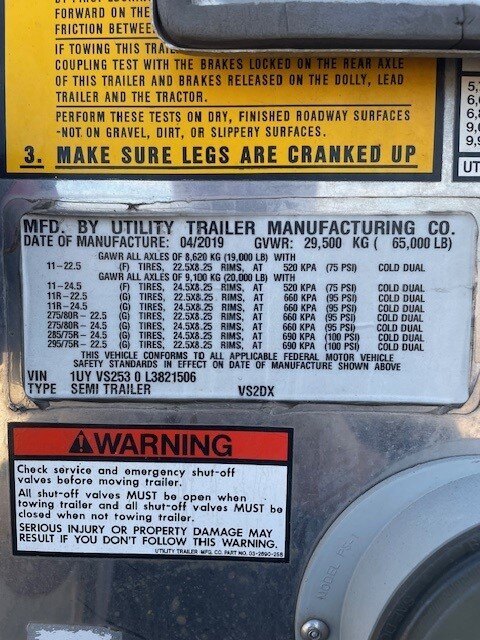 FORWARD ON THE
FRICTION BETWEE
IF TOWING THIS TRAIL
COUPLING TEST WITH THE BRAKES LOCKED ON THE REAR AXLE
OF THIS TRAILER AND BRAKES RELEASED ON THE DOLLY, LEAD
TRAILER AND THE TRACTOR.
PERFORM THESE TESTS ON DRY, FINISHED ROADWAY SURFACES
-NOT ON GRAVEL, DIRT, OR SLIPPERY SURFACES.
3. MAKE SURE LEGS ARE CRANKED UP
UT
MFD. BY UTILITY TRAILER MANUFACTURING CO.
DATE OF MANUFACTURE: 04/2019 GVWR: 29,500 KG ( 65,000 LB)
GAWR ALL AXLES OF 8,620 KG (19,000 LB) WITH
11-22.5 (F) TIRES, 22.5X8.25 RIMS, AT 520 KPA (75 PSI) COLD DUAL
GAWR ALL AXLES OF 9,100 KG (20,000 LB) WITH
11-24.5 (F) TIRES, 24.5X8.25 RIMS, AT 520 KPA (75 PSI) COLD DUAL
11R-22.5 (G) TIRES, 22.5X8.25 RIMS, AT 660 KPA (95 PSI) COLD DUAL
11R-24.5 (G) TIRES, 24.5X8.25 RIMS, AT 660 KPA (95 PSI) COLD DUAL
275/80R - 22.5 (G) TIRES, 22.5X8.25 RIMS, AT 660 KPA (95 PSI) COLD DUAL
275/80R - 24.5 (G) TIRES, 24.5X8.25 RIMS, AT 660 KPA (95 PSI) COLD DUAL
285/75R - 24.5 (G) TIRES, 24.5X8.25 RIMS, AT 690 KPA (100 PSI) COLD DUAL
295/75R - 22.5 (G) TIRES, 22.5X8.25 RIMS, AT 690 KPA (100 PSI) COLD DUAL
THIS VEHICLE CONFORMS TO ALL APPLICABLE FEDERAL MOTOR VEHICLE
SAFETY STANDARDS IN EFFECT ON DATE OF MANUFACTURE SHOWN ABOVE
VIN 1UY VS253 0 L3821506
TYPE SEMI TRAILER VS2DX
WARNING
Check service and emergency shut-off
valves before moving trailer.
All shut-off valves MUST be open when
towing trailer and all shut-off valves MUST be
closed when not towing trailer.
SERIOUS INJURY OR PROPERTY DAMAGE MAY
RESULT IF YOU DON'T FOLLOW THIS WARNING.
UTILITY TRAILER MFG. CO. PART NO. 03-2690-258
MODEL PSI-